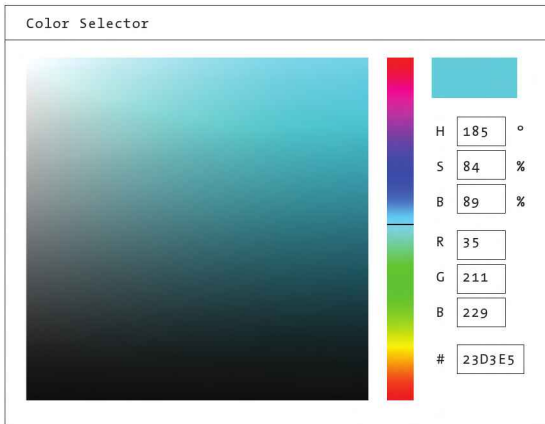 Color Selector
H 185 °
S 84 %
B 89 %
R 35
G 211
B 229
# 23D3E5